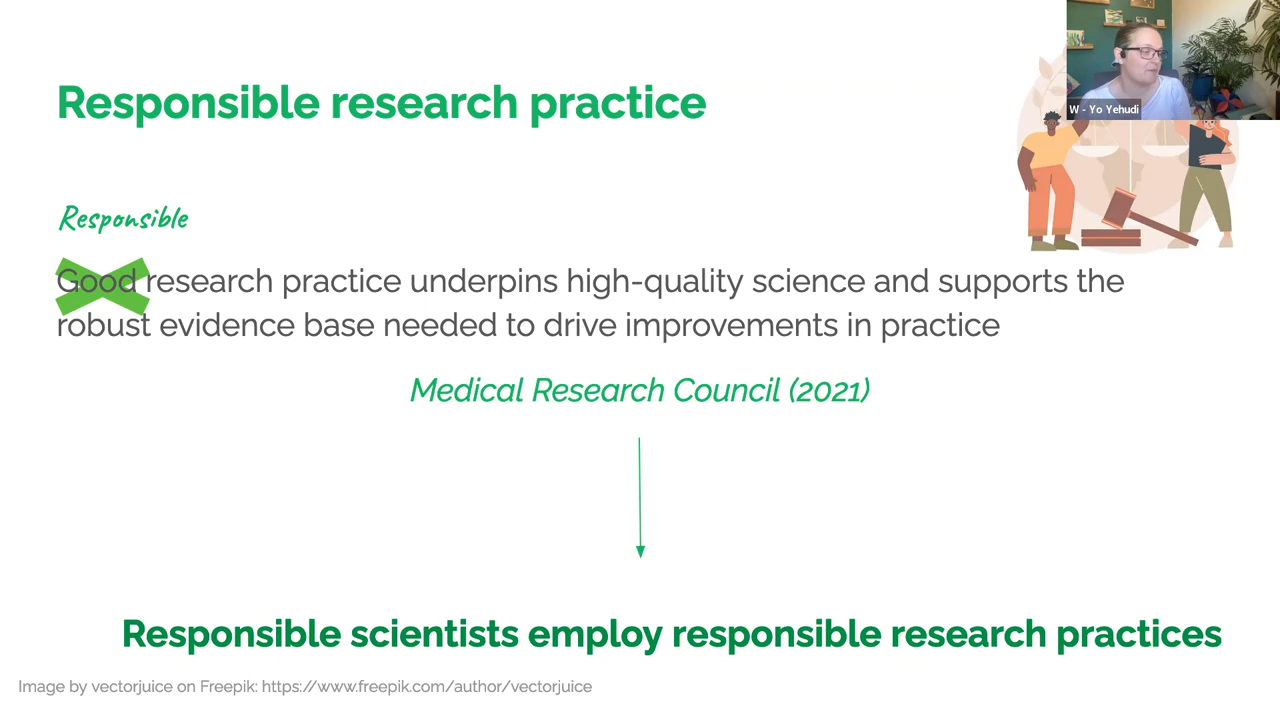 Responsible research practice
W - Yo Yehudi
Responsible
Good research practice underpins high-quality science and supports the
robust evidence base needed to drive improvements in practice
Medical Research Council (2021)
Responsible scientists employ responsible research practices
Image by vectorjuice on Freepik: https://www.freepik.com/author/vectorjuice